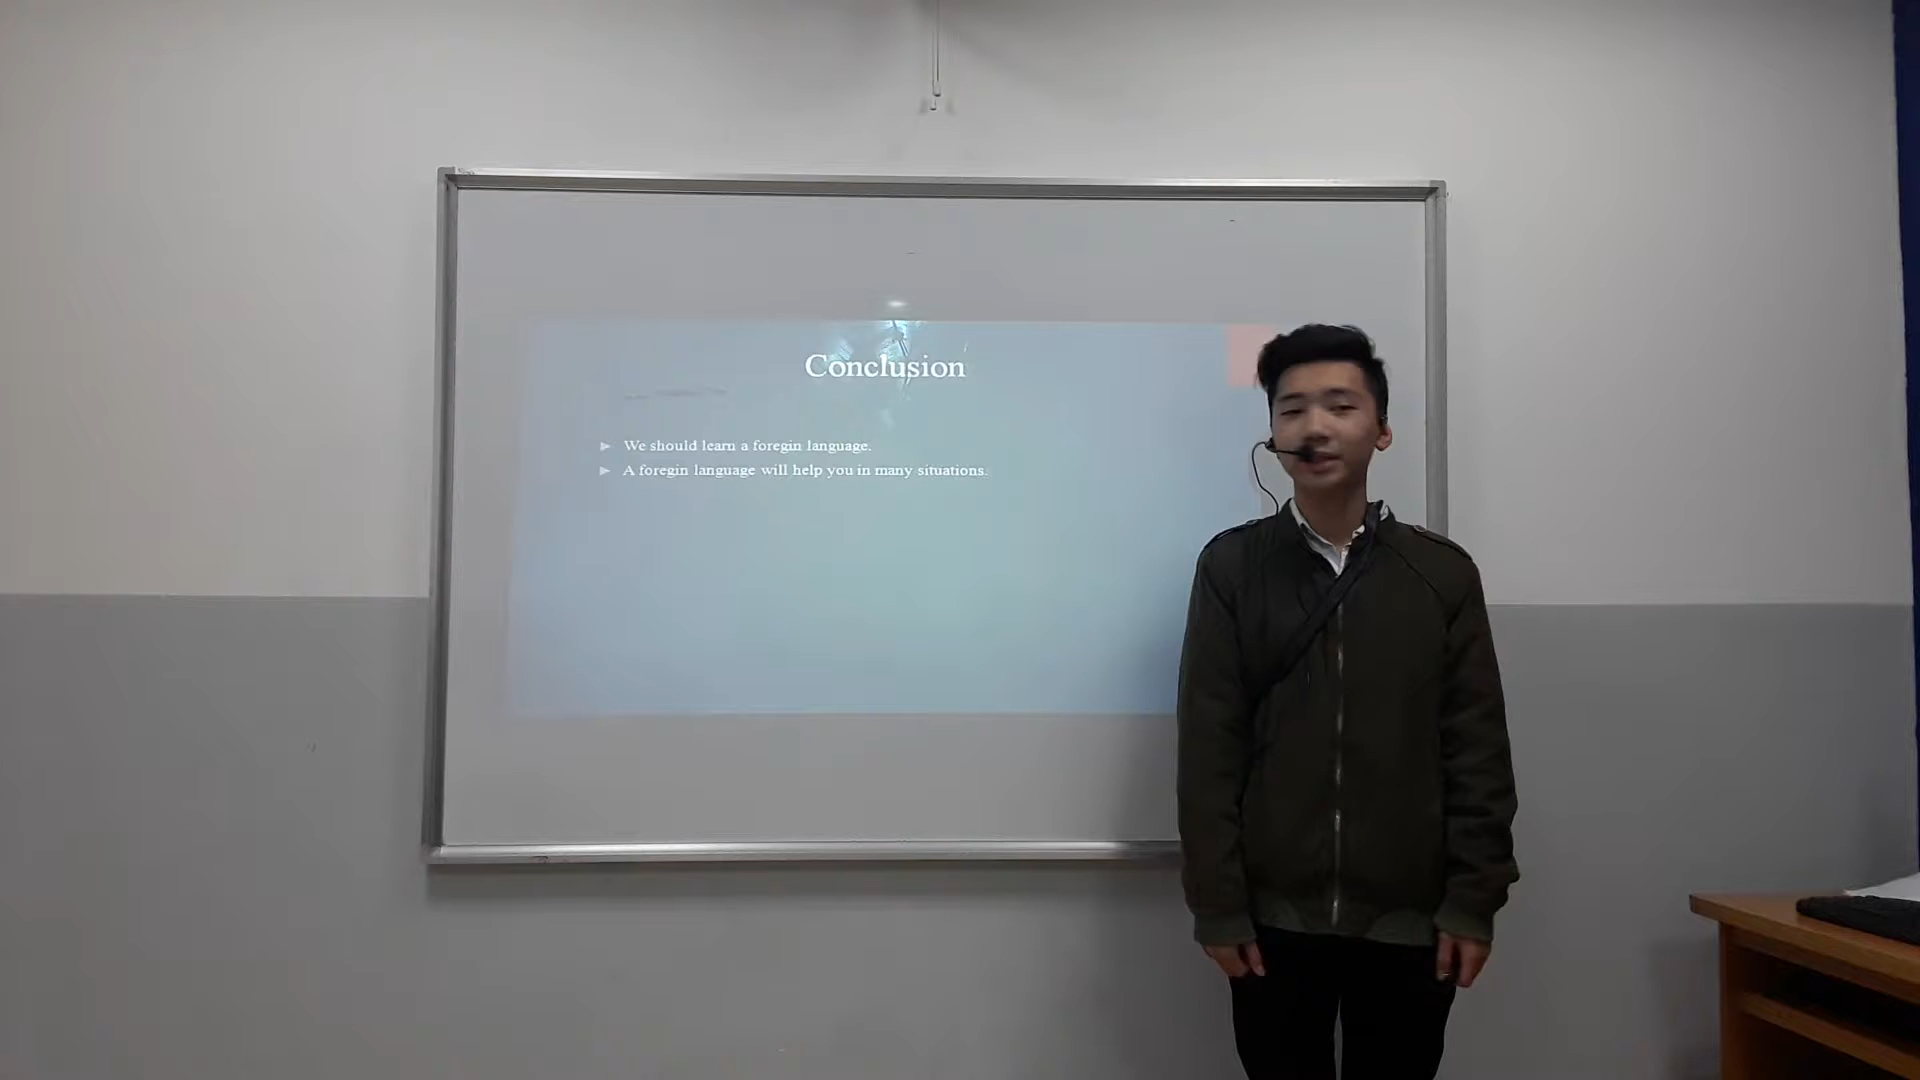 Conclusion
We should learn a foregin language.
A foregin language will help you in many situations.